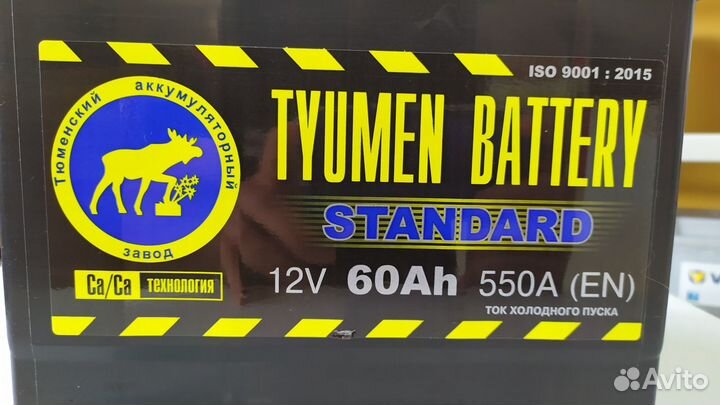 ISO 9001 : 2015
Тюменский аккумуляторный завод
TYUMEN BATTERY
STANDARD
Ca/Ca технология
12V 60Ah 550A (EN)
ТОК ХОЛОДНОГО ПУСКА
Avito